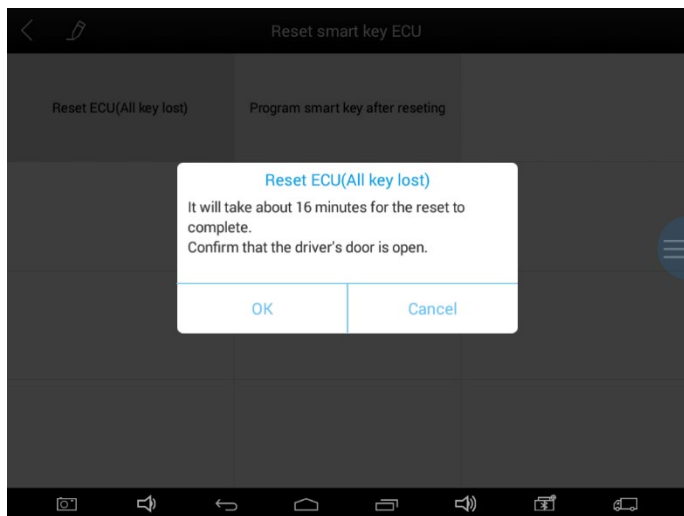 Reset smart key ECU
Reset ECU(All key lost)
Program smart key after reseting
Reset ECU(All key lost)
It will take about 16 minutes for the reset to
complete.
Confirm that the driver's door is open.
OK
Cancel